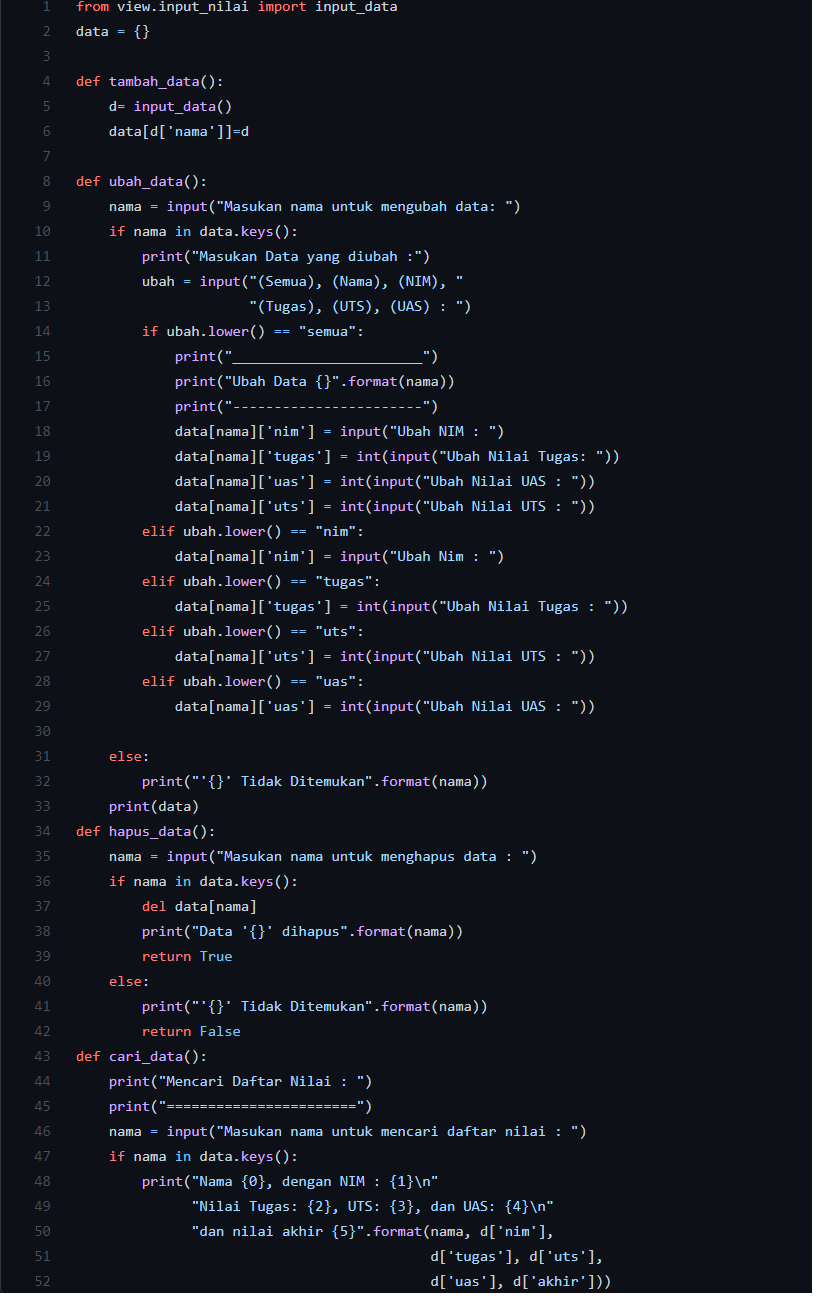 1 from view.input_nilai import input_data
2 data = {}
3
4 def tambah_data():
5     d= input_data()
6     data[d['nama']]=d
7
8 def ubah_data():
9     nama = input("Masukan nama untuk mengubah data: ")
10     if nama in data.keys():
11         print("Masukan Data yang diubah :")
12         ubah = input("(Semua), (Nama), (NIM), "
13                      "(Tugas), (UTS), (UAS) : ")
14         if ubah.lower() == "semua":
15             print("_______________________")
16             print("Ubah Data {}".format(nama))
17             print("-----------------------")
18             data[nama]['nim'] = input("Ubah NIM : ")
19             data[nama]['tugas'] = int(input("Ubah Nilai Tugas: "))
20             data[nama]['uas'] = int(input("Ubah Nilai UAS : "))
21             data[nama]['uts'] = int(input("Ubah Nilai UTS : "))
22         elif ubah.lower() == "nim":
23             data[nama]['nim'] = input("Ubah Nim : ")
24         elif ubah.lower() == "tugas":
25             data[nama]['tugas'] = int(input("Ubah Nilai Tugas : "))
26         elif ubah.lower() == "uts":
27             data[nama]['uts'] = int(input("Ubah Nilai UTS : "))
28         elif ubah.lower() == "uas":
29             data[nama]['uas'] = int(input("Ubah Nilai UAS : "))
30
31     else:
32         print("'{}' Tidak Ditemukan".format(nama))
33     print(data)
34 def hapus_data():
35     nama = input("Masukan nama untuk menghapus data : ")
36     if nama in data.keys():
37         del data[nama]
38         print("Data '{}' dihapus".format(nama))
39         return True
40     else:
41         print("'{}' Tidak Ditemukan".format(nama))
42         return False
43 def cari_data():
44     print("Mencari Daftar Nilai : ")
45     print("=======================")
46     nama = input("Masukan nama untuk mencari daftar nilai : ")
47     if nama in data.keys():
48         print("Nama {0}, dengan NIM : {1}\n"
49               "Nilai Tugas: {2}, UTS: {3}, dan UAS: {4}\n"
50               "dan nilai akhir {5}".format(nama, d['nim'],
51                                            d['tugas'], d['uts'],
52                                            d['uas'], d['akhir']))